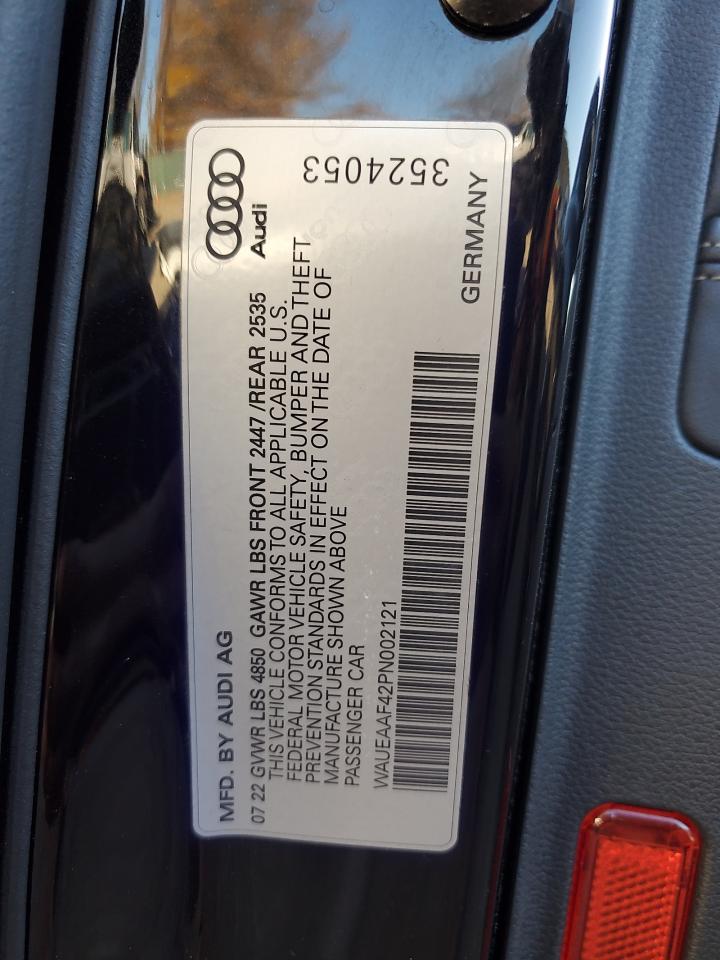 MFD. BY AUDI AG
Audi
07 22 GVWR LBS 4850 GAWR LBS FRONT 2447 /REAR 2535
THIS VEHICLE CONFORMS TO ALL APPLICABLE U.S.
FEDERAL MOTOR VEHICLE SAFETY, BUMPER AND THEFT
PREVENTION STANDARDS IN EFFECT ON THE DATE OF
MANUFACTURE SHOWN ABOVE
PASSENGER CAR
WAUEAAF42PN002121
GERMANY
3524053